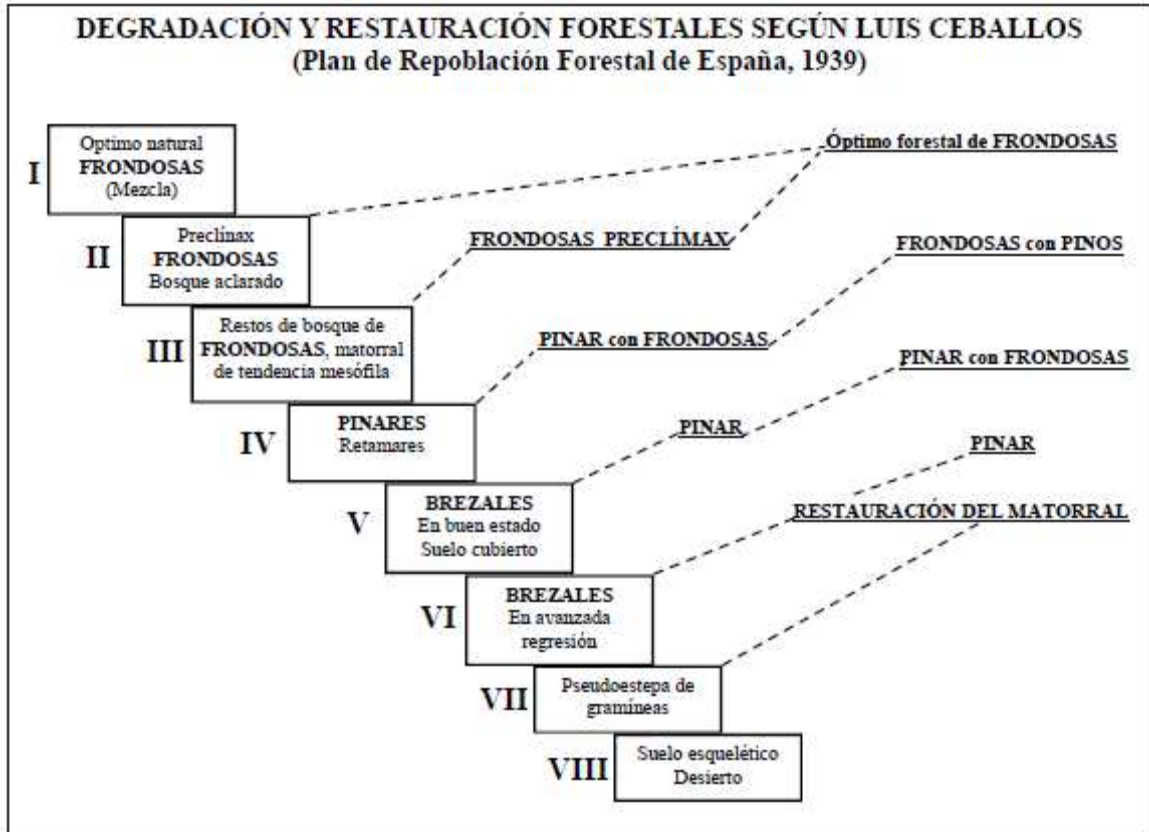 DEGRADACIÓN Y RESTAURACIÓN FORESTALES SEGÚN LUIS CEBALLOS
(Plan de Repoblación Forestal de España, 1939)
I
Optimo natural
FRONDOSAS
(Mezcla)
Óptimo forestal de FRONDOSAS
II
Preclínax
FRONDOSAS
Bosque aclarado
FRONDOSAS PRECLÍMAX
FRONDOSAS con PINOS
III
Restos de bosque de
FRONDOSAS, matorral
de tendencia mesófila
PINAR con FRONDOSAS
PINAR con FRONDOSAS
IV
PINARES
Retamares
PINAR
PINAR
V
BREZALES
En buen estado
Suelo cubierto
RESTAURACIÓN DEL MATORRAL
VI
BREZALES
En avanzada
regresión
VII
Pseudoestepa de
gramíneas
VIII
Suelo esquelético
Desierto